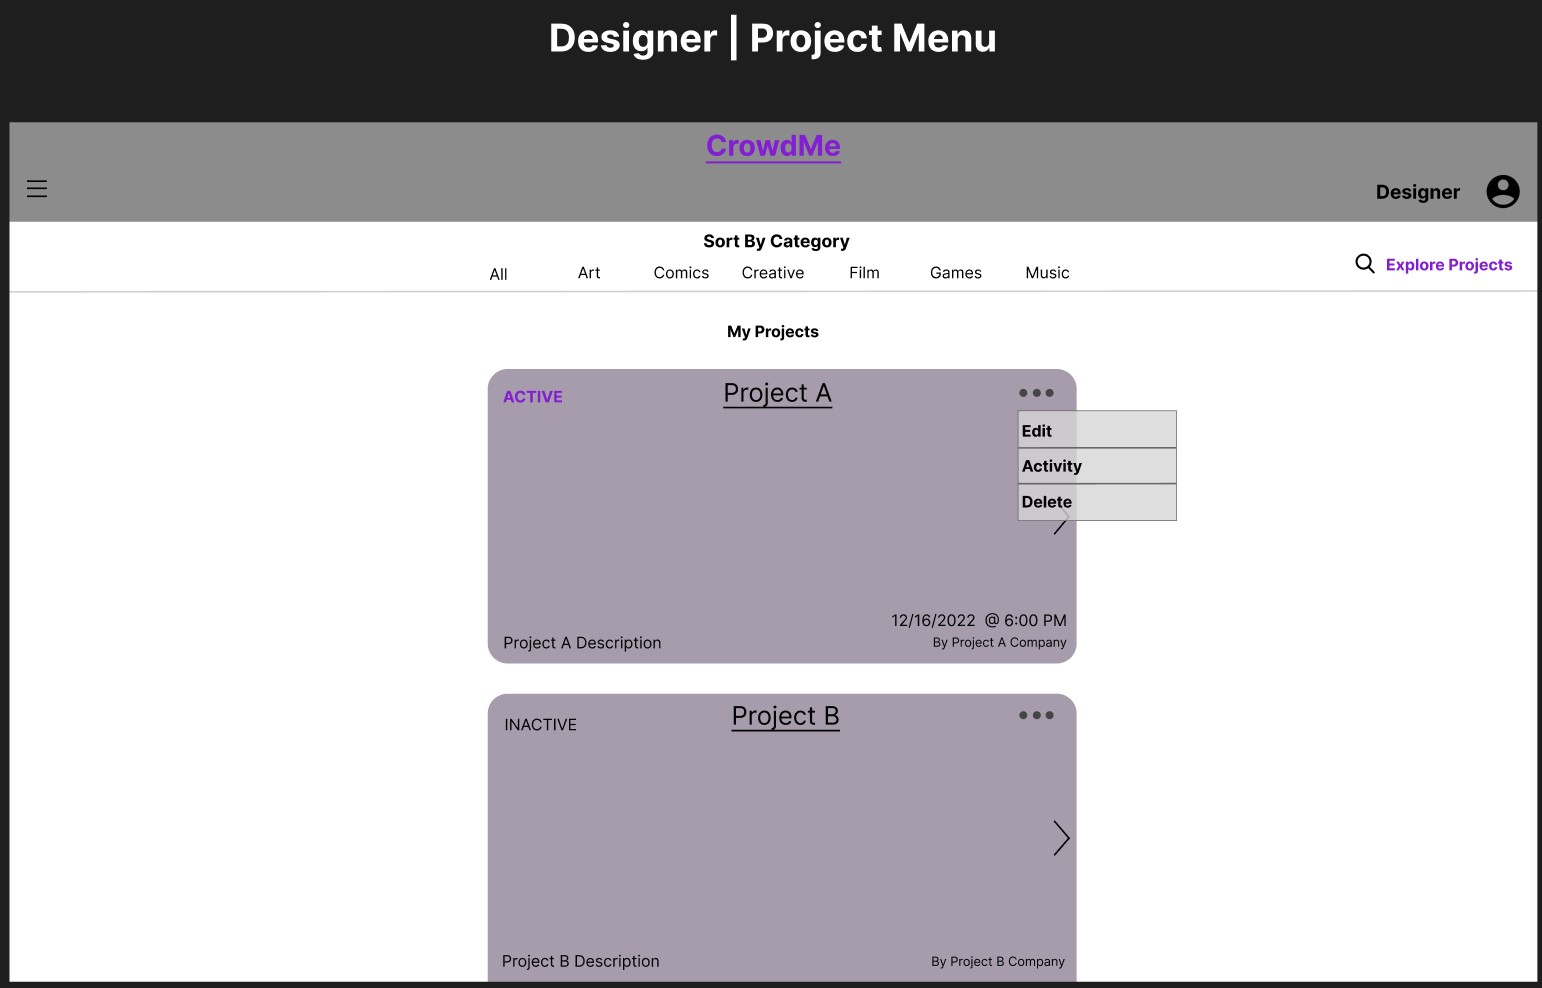 Designer | Project Menu
CrowdMe
Designer
Sort By Category
All Art Comics Creative Film Games Music
Explore Projects
My Projects
ACTIVE
Project A
Edit
Activity
Delete
12/16/2022 @ 6:00 PM
Project A Description
By Project A Company
INACTIVE
Project B
Project B Description
By Project B Company